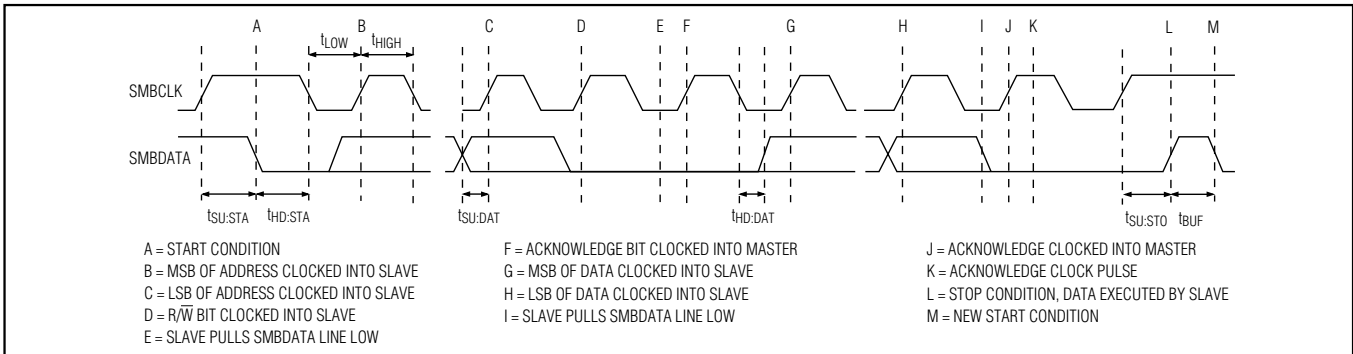 A B C D E F G H I J K L M
tLOW tHIGH
SMBCLK
SMBDATA
tSU:STA tHD:STA tSU:DAT tHD:DAT tSU:STO tBUF
A = START CONDITION
B = MSB OF ADDRESS CLOCKED INTO SLAVE
C = LSB OF ADDRESS CLOCKED INTO SLAVE
D = R/W̅ BIT CLOCKED INTO SLAVE
E = SLAVE PULLS SMBDATA LINE LOW
F = ACKNOWLEDGE BIT CLOCKED INTO MASTER
G = MSB OF DATA CLOCKED INTO SLAVE
H = LSB OF DATA CLOCKED INTO SLAVE
I = SLAVE PULLS SMBDATA LINE LOW
J = ACKNOWLEDGE CLOCKED INTO MASTER
K = ACKNOWLEDGE CLOCK PULSE
L = STOP CONDITION, DATA EXECUTED BY SLAVE
M = NEW START CONDITION